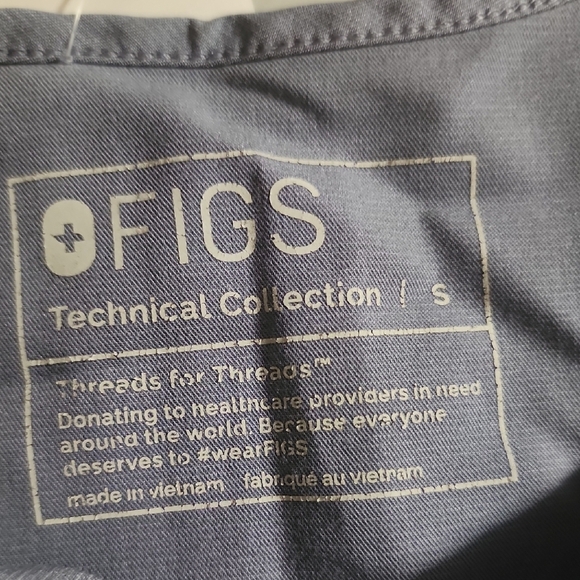 FIGS
Technical Collection / S
Threads for Threads™
Donating to healthcare providers in need
around the world. Because everyone
deserves to #wearFIGS
made in vietnam fabriqué au vietnam